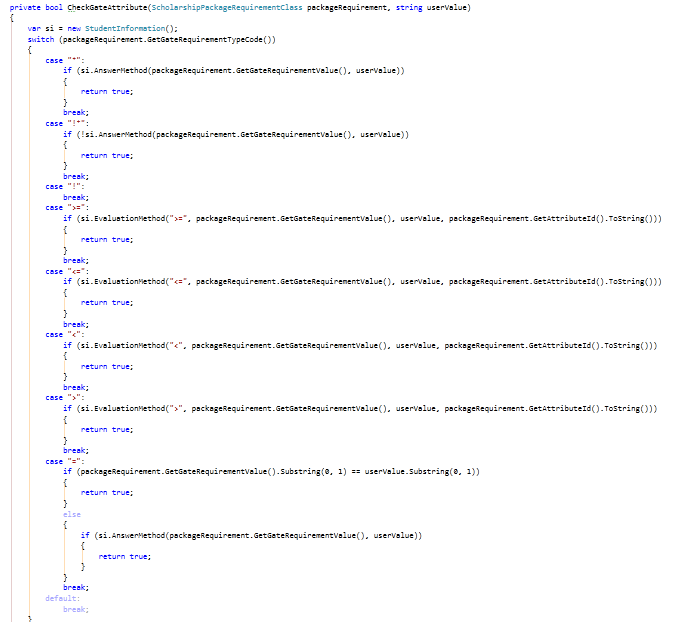 private bool CheckGateAttribute(ScholarshipPackageRequirementClass packageRequirement, string userValue)
{
    var si = new StudentInformation();
    switch (packageRequirement.GetGateRequirementTypeCode())
    {
        case "*":
            if (si.AnswerMethod(packageRequirement.GetGateRequirementValue(), userValue))
            {
                return true;
            }
            break;
        case "!*":
            if (!si.AnswerMethod(packageRequirement.GetGateRequirementValue(), userValue))
            {
                return true;
            }
            break;
        case "!":
            break;
        case ">=":
            if (si.EvaluationMethod(">=", packageRequirement.GetGateRequirementValue(), userValue, packageRequirement.GetAttributeId().ToString()))
            {
                return true;
            }
            break;
        case "<=":
            if (si.EvaluationMethod("<=", packageRequirement.GetGateRequirementValue(), userValue, packageRequirement.GetAttributeId().ToString()))
            {
                return true;
            }
            break;
        case "<":
            if (si.EvaluationMethod("<", packageRequirement.GetGateRequirementValue(), userValue, packageRequirement.GetAttributeId().ToString()))
            {
                return true;
            }
            break;
        case ">":
            if (si.EvaluationMethod(">", packageRequirement.GetGateRequirementValue(), userValue, packageRequirement.GetAttributeId().ToString()))
            {
                return true;
            }
            break;
        case "=":
            if (packageRequirement.GetGateRequirementValue().Substring(0, 1) == userValue.Substring(0, 1))
            {
                return true;
            }
            else
            {
                if (si.AnswerMethod(packageRequirement.GetGateRequirementValue(), userValue))
                {
                    return true;
                }
            }
            break;
        default:
            break;
    }